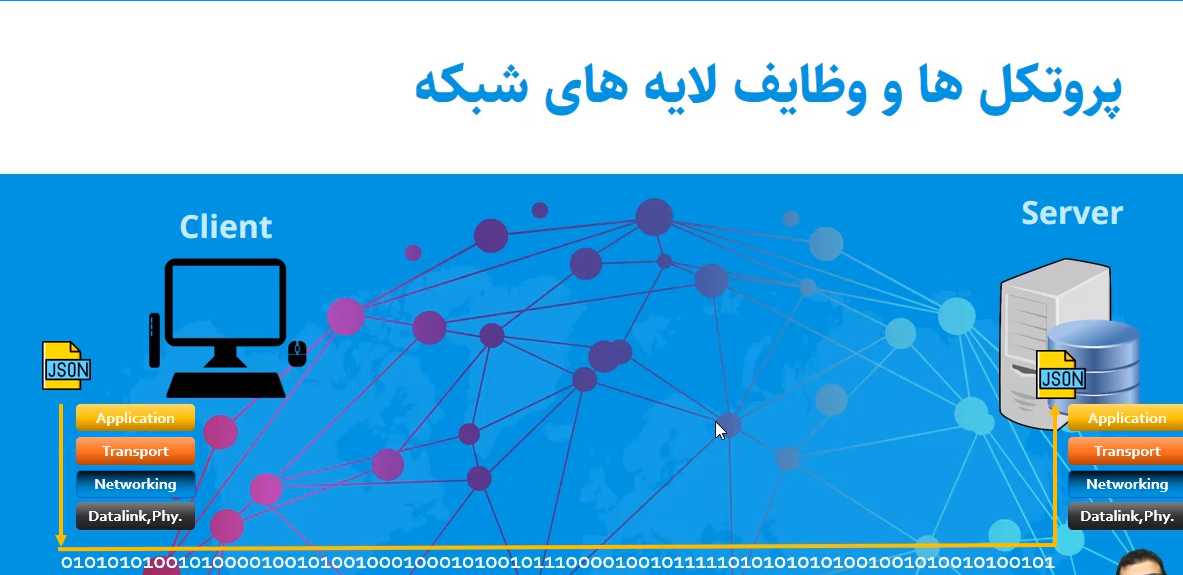 پروتکل ها و وظایف لایه های شبکه
Client
Server
JSON
JSON
Application
Transport
Networking
Datalink,Phy.
Application
Transport
Networking
Datalink,Phy.